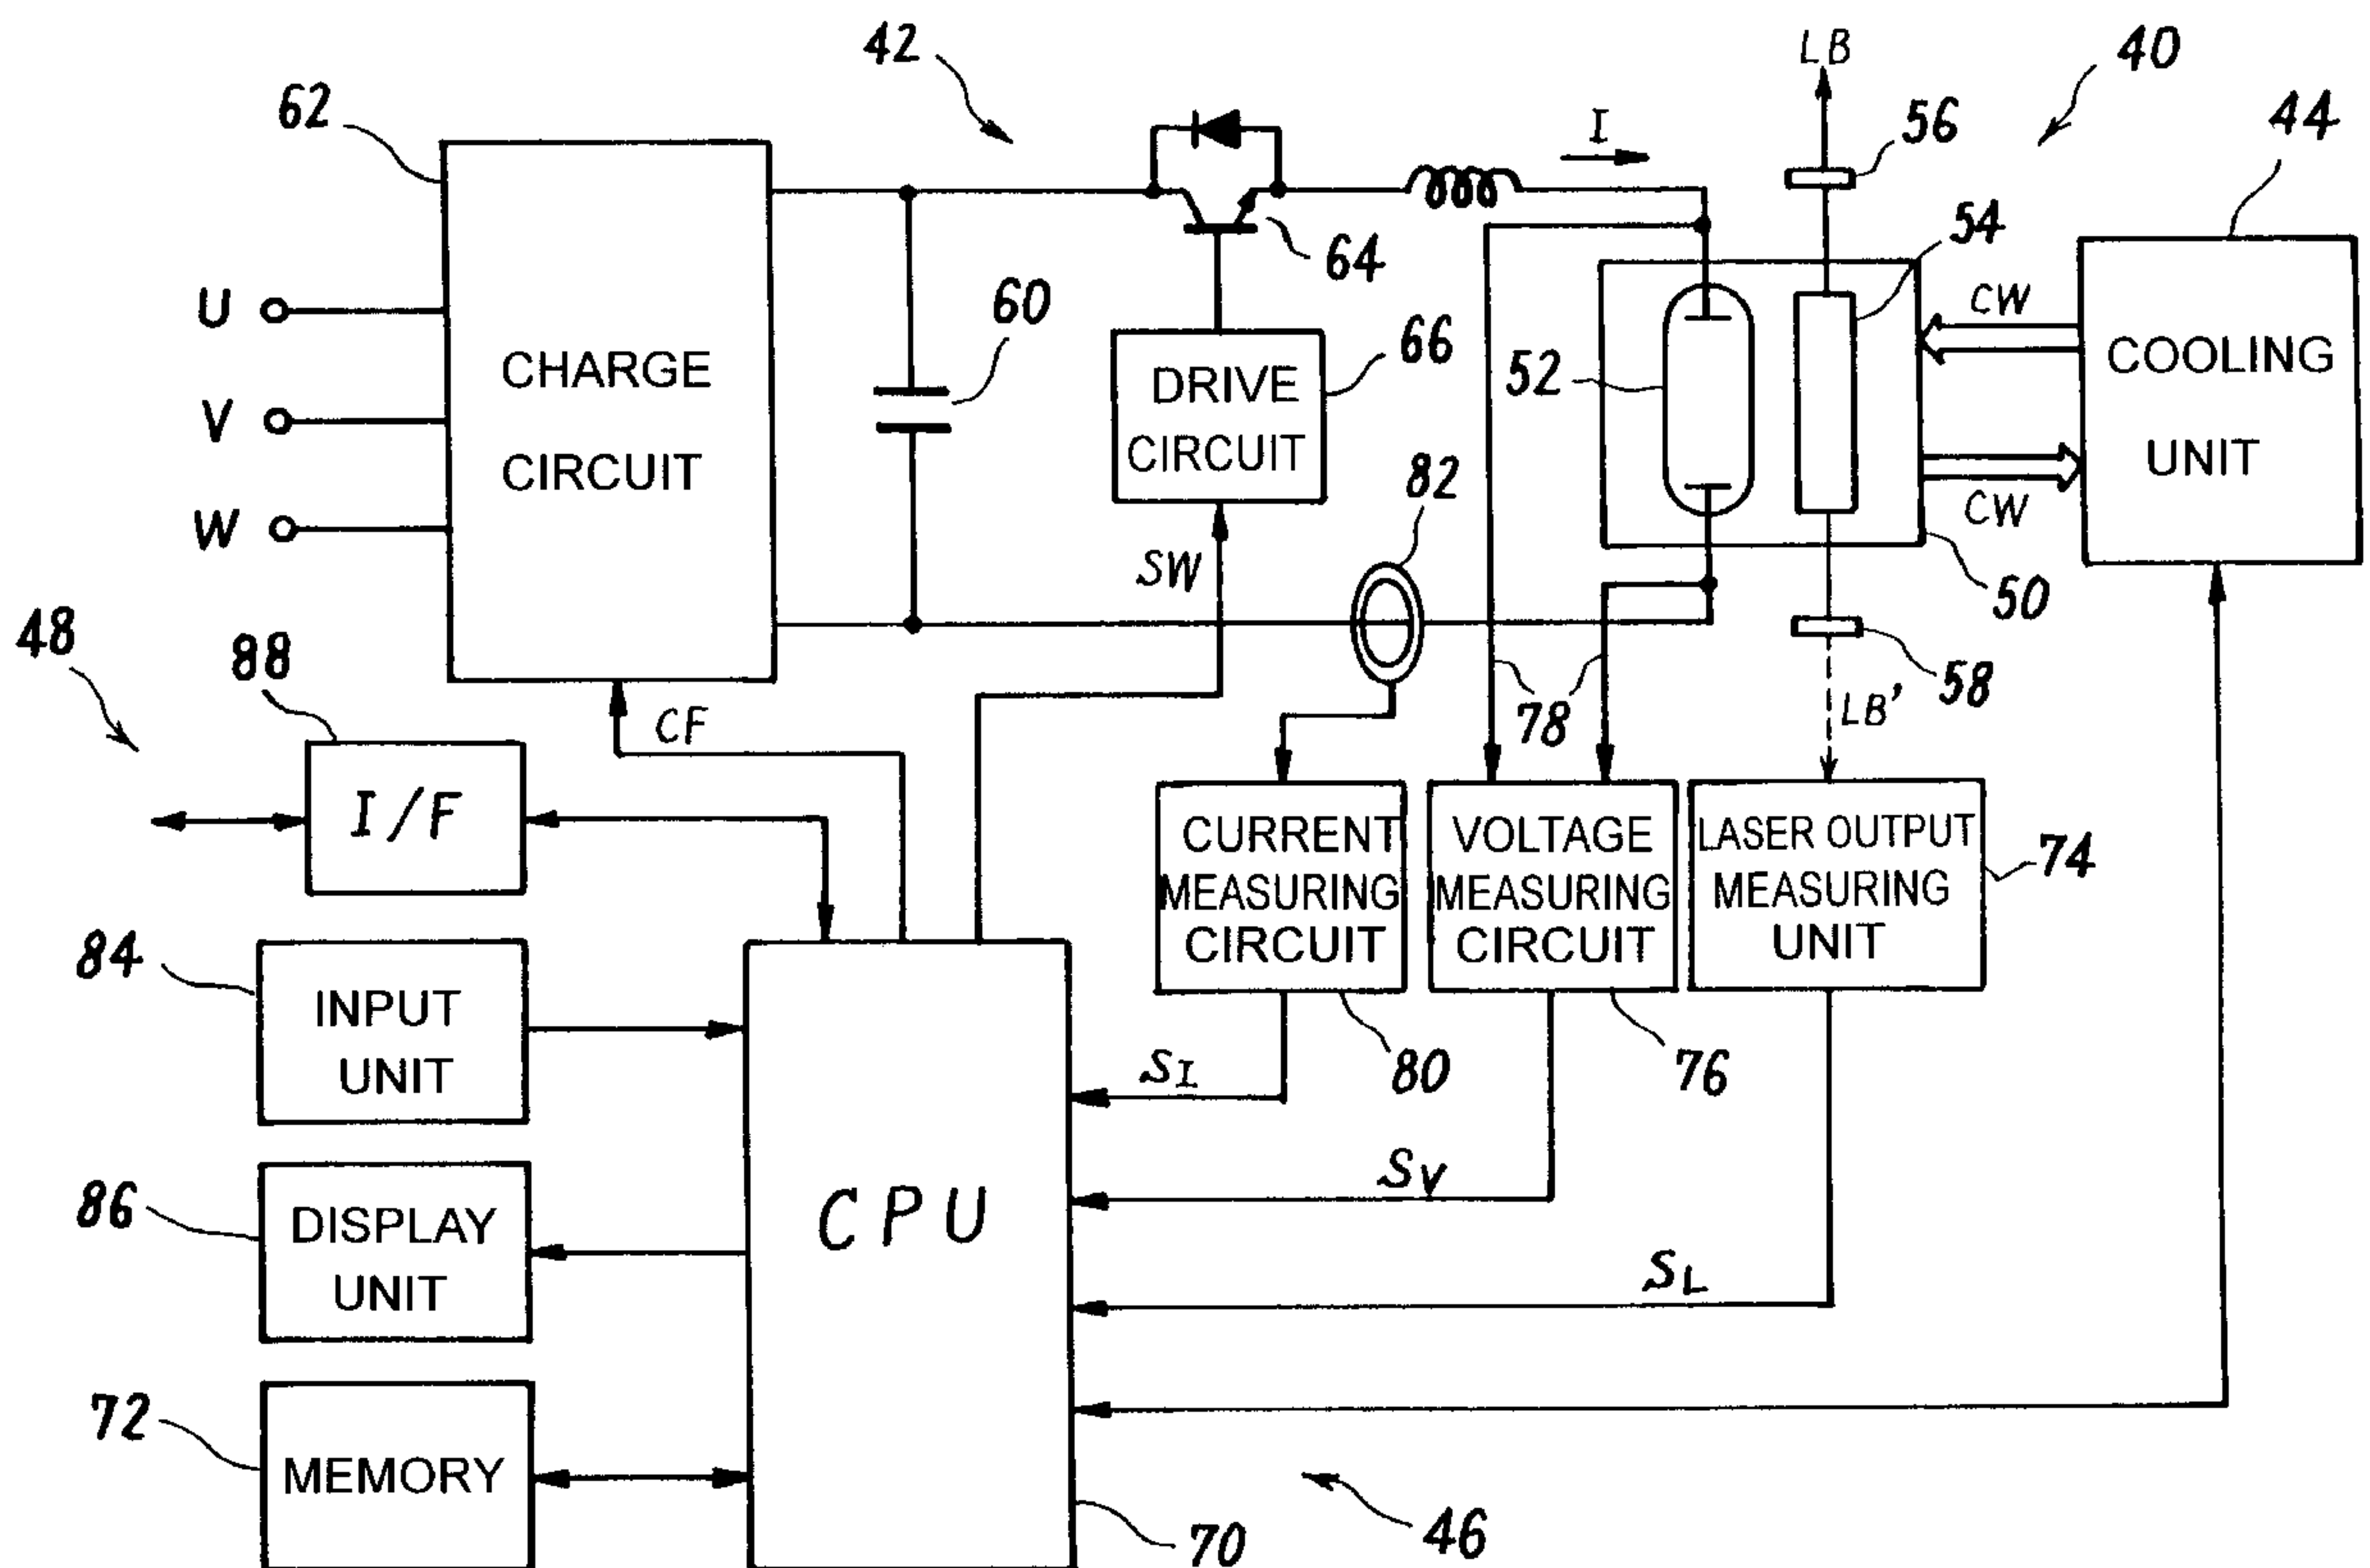 42
LB
40
62
I
56
44
54
64
U
60
CW
CHARGE
CIRCUIT
66
52
COOLING
UNIT
DRIVE
CIRCUIT
V
82
CW
W
SW
50
48
88
58
CF
78
LB'
I/F
CURRENT
MEASURING
CIRCUIT
VOLTAGE
MEASURING
CIRCUIT
LASER OUTPUT
MEASURING
UNIT
74
84
INPUT
UNIT
SI
80
76
SV
86
DISPLAY
UNIT
CPU
SL
72
MEMORY
70
46